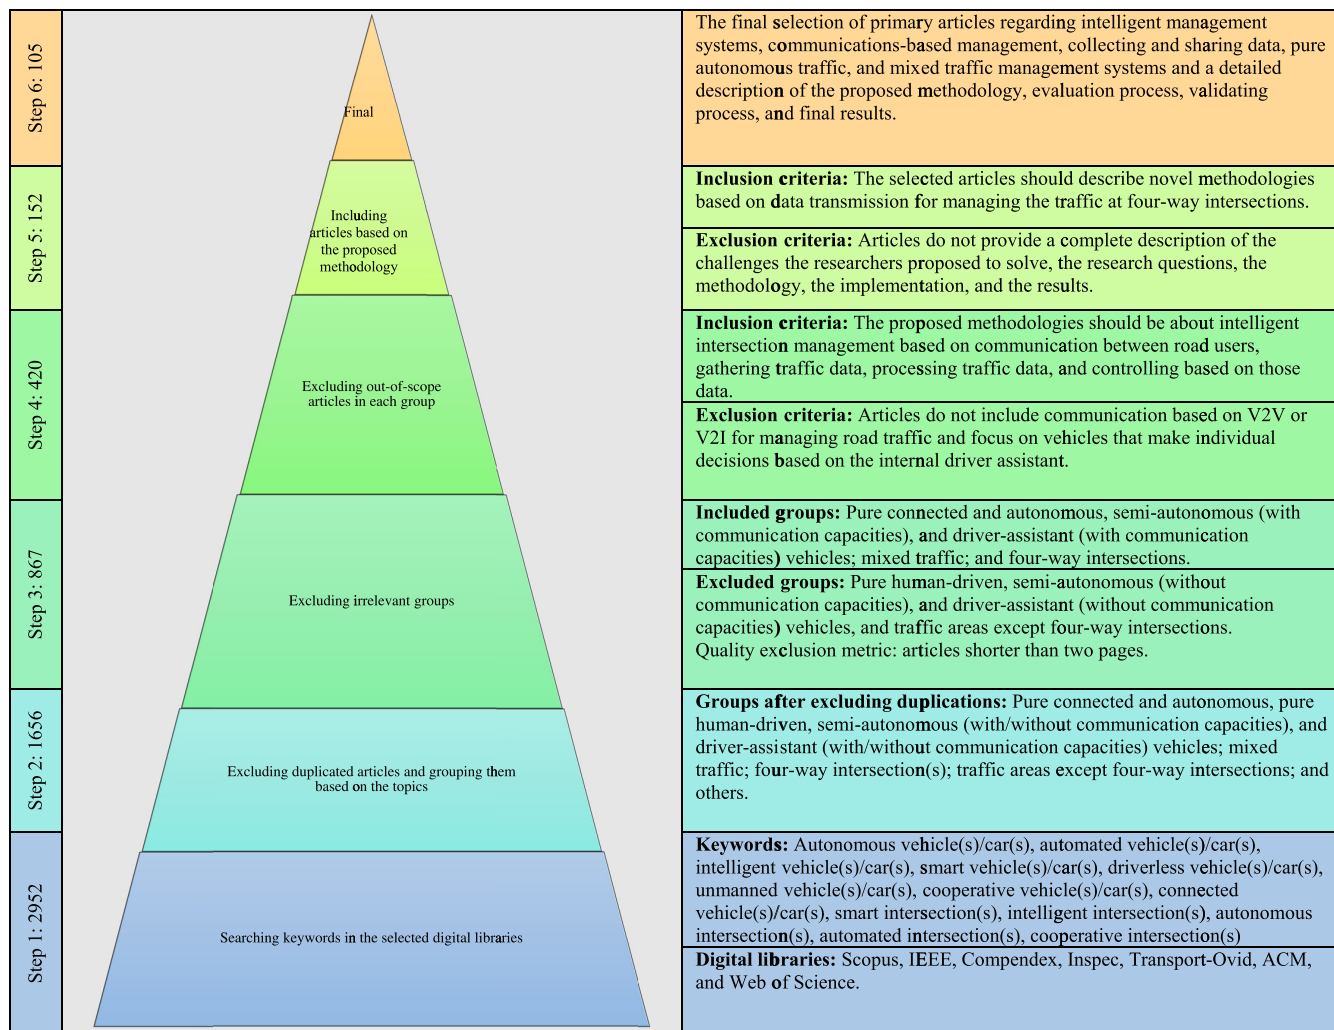 Step 6: 105
Final
The final selection of primary articles regarding intelligent management
systems, communications-based management, collecting and sharing data, pure
autonomous traffic, and mixed traffic management systems and a detailed
description of the proposed methodology, evaluation process, validating
process, and final results.
Step 5: 152
Including
articles based on
the proposed
methodology
Inclusion criteria: The selected articles should describe novel methodologies
based on data transmission for managing the traffic at four-way intersections.
Exclusion criteria: Articles do not provide a complete description of the
challenges the researchers proposed to solve, the research questions, the
methodology, the implementation, and the results.
Step 4: 420
Excluding out-of-scope
articles in each group
Inclusion criteria: The proposed methodologies should be about intelligent
intersection management based on communication between road users,
gathering traffic data, processing traffic data, and controlling based on those
data.
Exclusion criteria: Articles do not include communication based on V2V or
V2I for managing road traffic and focus on vehicles that make individual
decisions based on the internal driver assistant.
Step 3: 867
Excluding irrelevant groups
Included groups: Pure connected and autonomous, semi-autonomous (with
communication capacities), and driver-assistant (with communication
capacities) vehicles; mixed traffic; and four-way intersections.
Excluded groups: Pure human-driven, semi-autonomous (without
communication capacities), and driver-assistant (without communication
capacities) vehicles, and traffic areas except four-way intersections.
Quality exclusion metric: articles shorter than two pages.
Step 2: 1656
Excluding duplicated articles and grouping them
based on the topics
Groups after excluding duplications: Pure connected and autonomous, pure
human-driven, semi-autonomous (with/without communication capacities), and
driver-assistant (with/without communication capacities) vehicles; mixed
traffic; four-way intersection(s); traffic areas except four-way intersections; and
others.
Step 1: 2952
Searching keywords in the selected digital libraries
Keywords: Autonomous vehicle(s)/car(s), automated vehicle(s)/car(s),
intelligent vehicle(s)/car(s), smart vehicle(s)/car(s), driverless vehicle(s)/car(s),
unmanned vehicle(s)/car(s), cooperative vehicle(s)/car(s), connected
vehicle(s)/car(s), smart intersection(s), intelligent intersection(s), autonomous
intersection(s), automated intersection(s), cooperative intersection(s)
Digital libraries: Scopus, IEEE, Compendex, Inspec, Transport-Ovid, ACM,
and Web of Science.